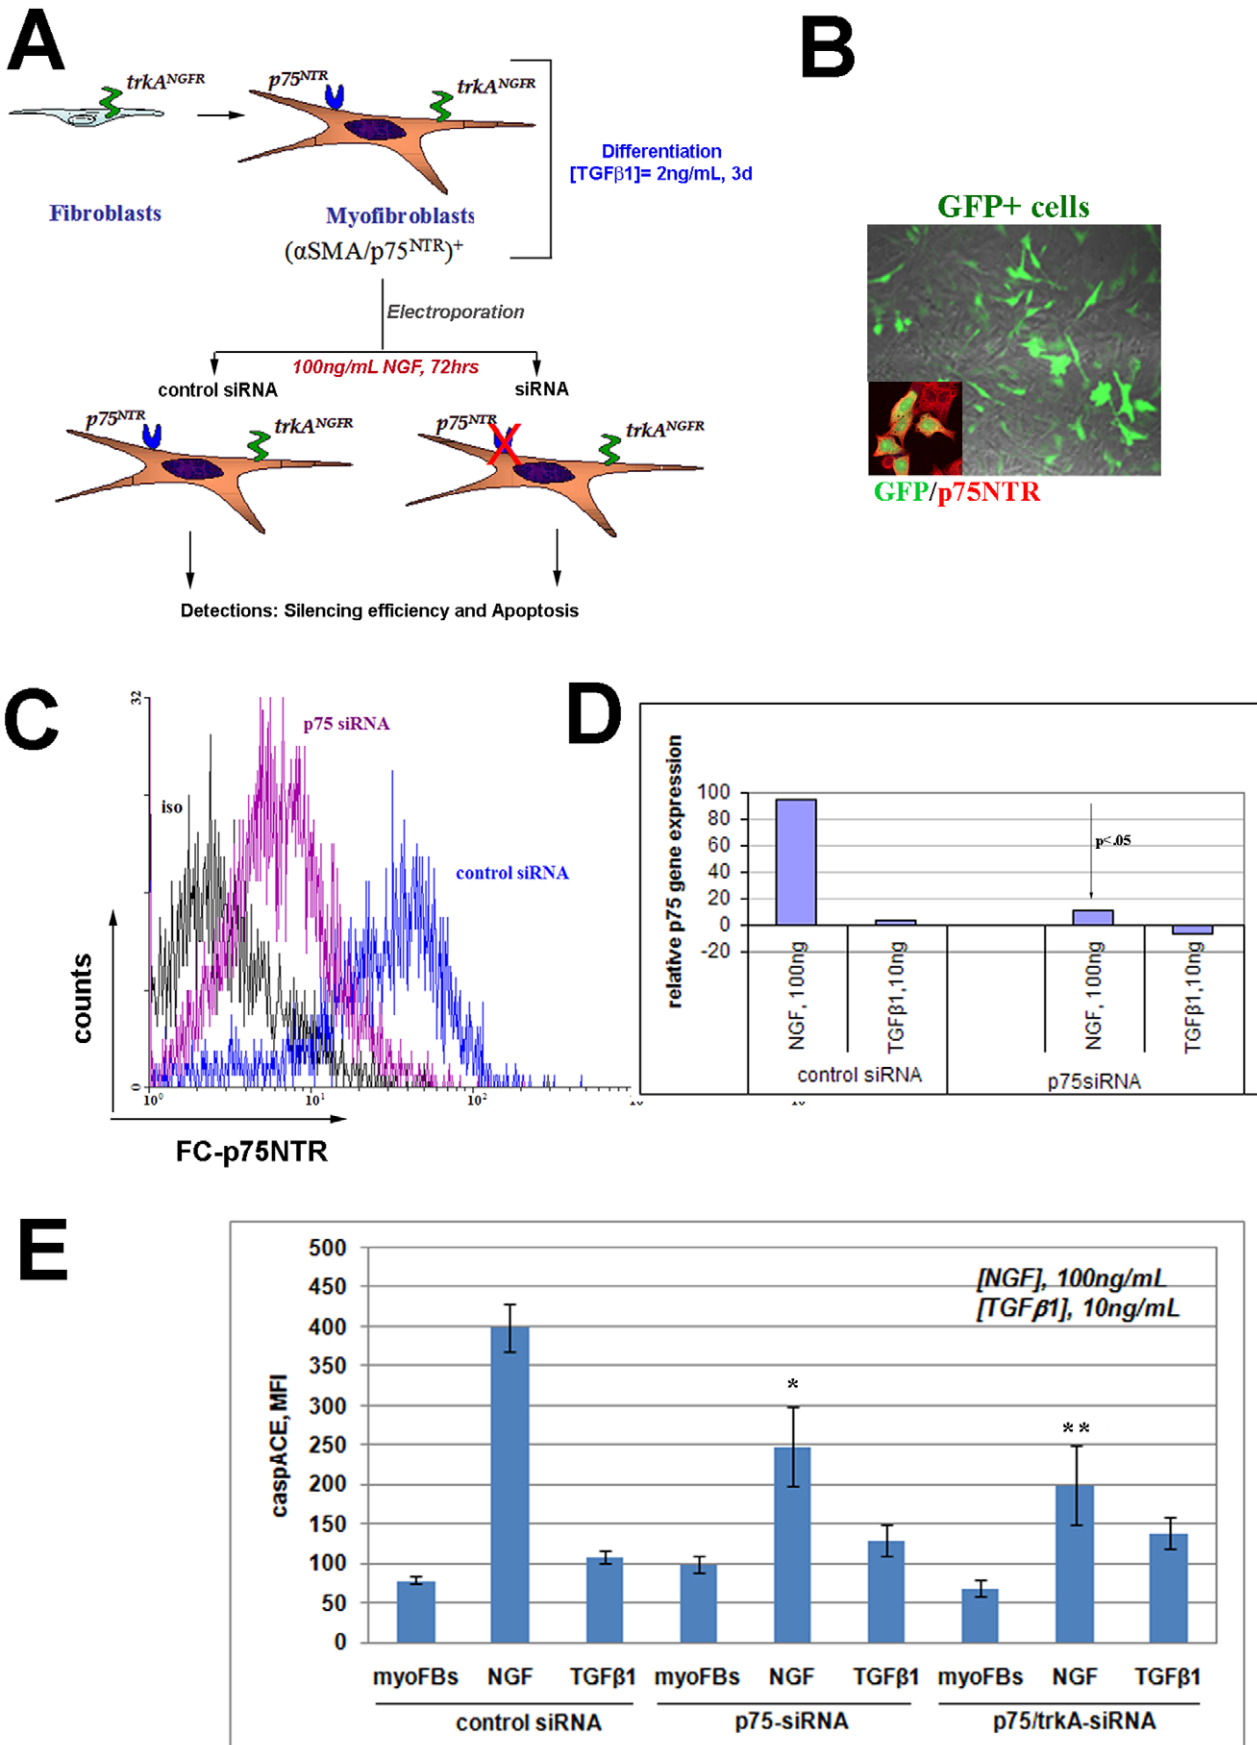 A
trkA^NGFR
p75^NTR
trkA^NGFR
Differentiation
[TGFβ1]= 2ng/mL, 3d
Fibroblasts
Myofibroblasts
(αSMA/p75^NTR)^+
Electroporation
100ng/mL NGF, 72hrs
control siRNA
siRNA
p75^NTR
trkA^NGFR
p75^NTR
X
trkA^NGFR
Detections: Silencing efficiency and Apoptosis
B
GFP+ cells
GFP/p75NTR
C
32
p75 siRNA
iso
control siRNA
counts
0
10^0
10^1
10^2
FC-p75NTR
D
relative p75 gene expression
100
80
60
40
20
0
-20
p<.05
NGF, 100ng
TGFβ1,10ng
NGF, 100ng
TGFβ1,10ng
control siRNA
p75siRNA
E
caspACE, MFI
500
450
400
350
300
250
200
150
100
50
0
[NGF], 100ng/mL
[TGFβ1], 10ng/mL
*
**
myoFBs NGF TGFβ1 myoFBs NGF TGFβ1 myoFBs NGF TGFβ1
control siRNA p75-siRNA p75/trkA-siRNA